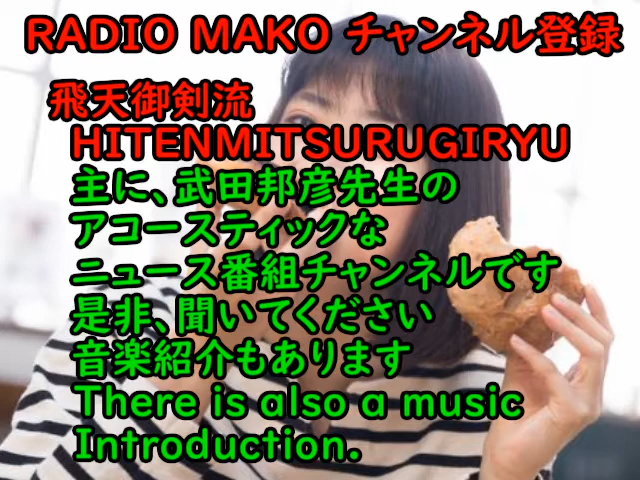 RADIO MAKO チャンネル登録
飛天御剣流
HITENMITSURUGIRYU
主に、武田邦彦先生の
アコースティックな
ニュース番組チャンネルです
是非、聞いてください
音楽紹介もあります
There is also a music
Introduction.